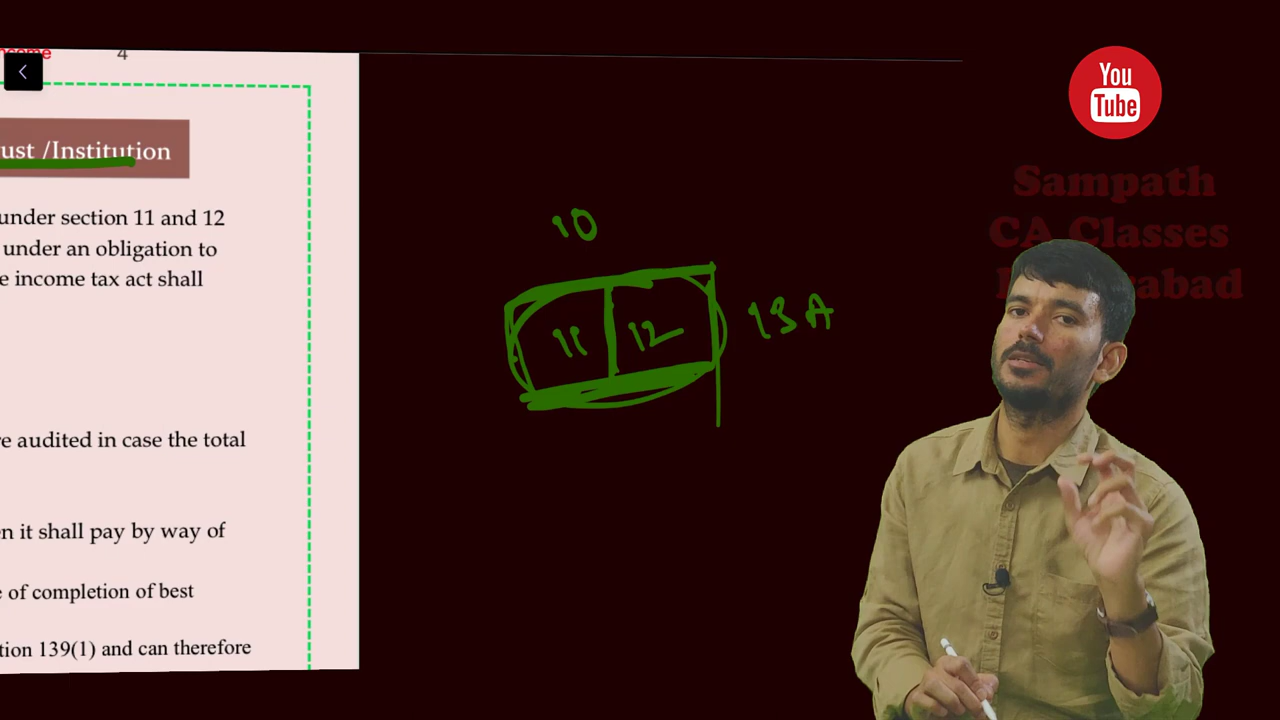 4
ust /Institution
under section 11 and 12
under an obligation to
e income tax act shall
e audited in case the total
n it shall pay by way of
e of completion of best
tion 139(1) and can therefore
10
11 12 13A
You
Tube
Sampath
CA Classes